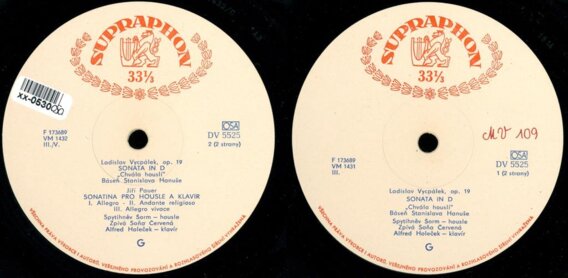 SUPRAPHON
33⅓
xx-0530
F 173689
VM 1432
III./V.
OSA
DV 5525
2 (2 strany)
Ladislav Vycpálek, op. 19
SONATA IN D
„Chvála houslí"
Báseň Stanislava Hanuše
Jiří Pauer
SONATINA PRO HOUSLE A KLAVÍR
I. Allegro - II. Andante religioso
III. Allegro vivace
Spytihněv Šorm - housle
Zpívá Soňa Červená
Alfred Holeček - klavír
G
VŠECHNA PRÁVA VÝROBCE I AUTORŮ, VEŘEJNÉHO PROVOZOVÁNÍ A ROZHLASOVÉHO ŠÍŘENÍ VYHRAZENA
SUPRAPHON
33⅓
F 173689
VM 1431
III.
OSA
DV 5525
1 (2 strany)
MV 109
Ladislav Vycpálek, op. 19
SONATA IN D
„Chvála houslí"
Báseň Stanislava Hanuše
Spytihněv Šorm - housle
Zpívá Soňa Červená
Alfred Holeček - klavír
G
VŠECHNA PRÁVA VÝROBCE I AUTORŮ, VEŘEJNÉHO PROVOZOVÁNÍ A ROZHLASOVÉHO ŠÍŘENÍ VYHRAZENA